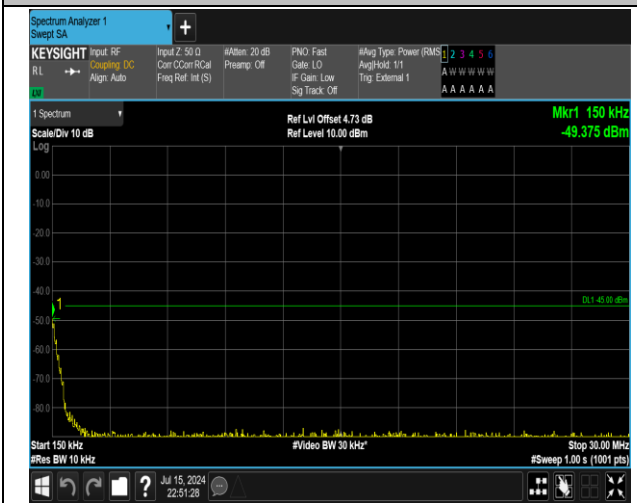 Spectrum Analyzer 1
Swept SA
+
KEYSIGHT
RL
LXI
Input: RF
Coupling: DC
Align: Auto
Input Z: 50 Ω
Corr CCorr RCal
Freq Ref: Int (S)
#Atten: 20 dB
Preamp: Off
PNO: Fast
Gate: LO
IF Gain: Low
Sig Track: Off
#Avg Type: Power (RMS
Avg|Hold: 1/1
Trig: External 1
1 2 3 4 5 6
A W W W W W
A A A A A A
1 Spectrum
Scale/Div 10 dB
Log
Ref Lvl Offset 4.73 dB
Ref Level 10.00 dBm
Mkr1 150 kHz
-49.375 dBm
0.00
-10.0
-20.0
-30.0
-40.0
-50.0
-60.0
-70.0
-80.0
1
DL1 -45.00 dBm
Start 150 kHz
#Res BW 10 kHz
#Video BW 30 kHz*
Stop 30.00 MHz
#Sweep 1.00 s (1001 pts)
?
Jul 15, 2024
22:51:28